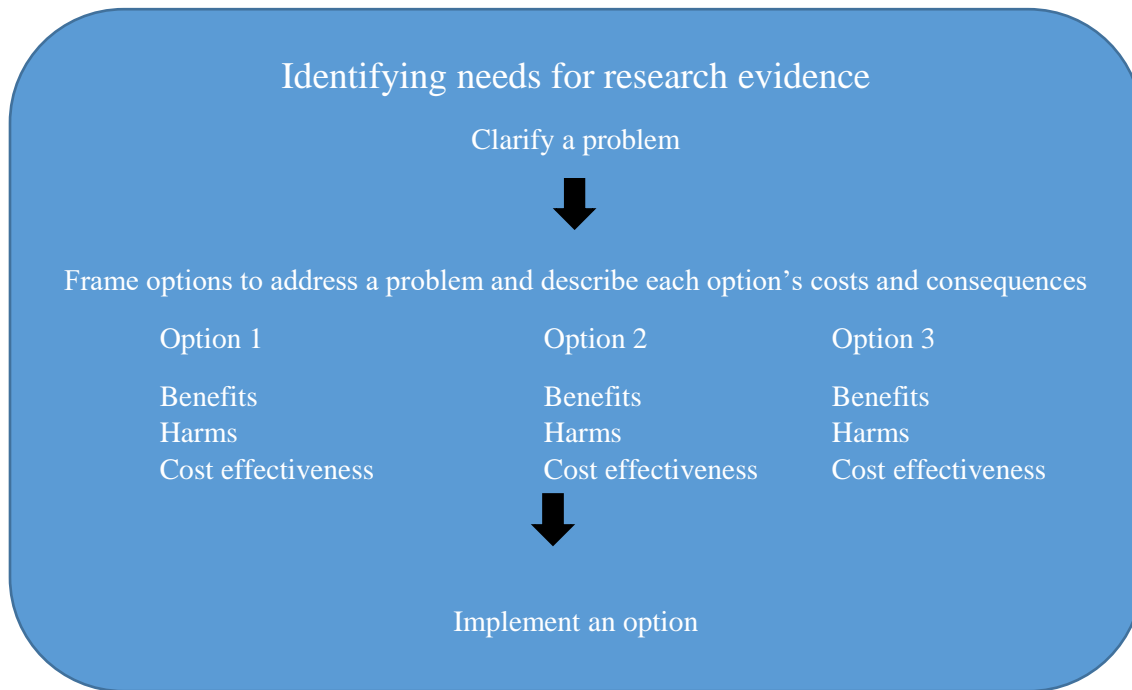 Identifying needs for research evidence
Clarify a problem
Frame options to address a problem and describe each option’s costs and consequences
Option 1 Option 2 Option 3
Benefits Benefits Benefits
Harms Harms Harms
Cost effectiveness Cost effectiveness Cost effectiveness
Implement an option